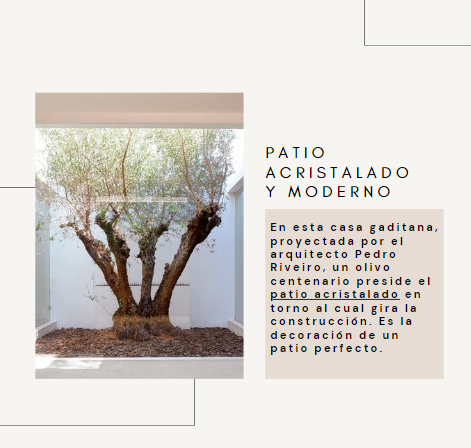 PATIO
ACRISTALADO
Y MODERNO
En esta casa gaditana,
proyectada por el
arquitecto Pedro
Riveiro, un olivo
centenario preside el
patio acristalado en
torno al cual gira la
construcción. Es la
decoración de un
patio perfecto.